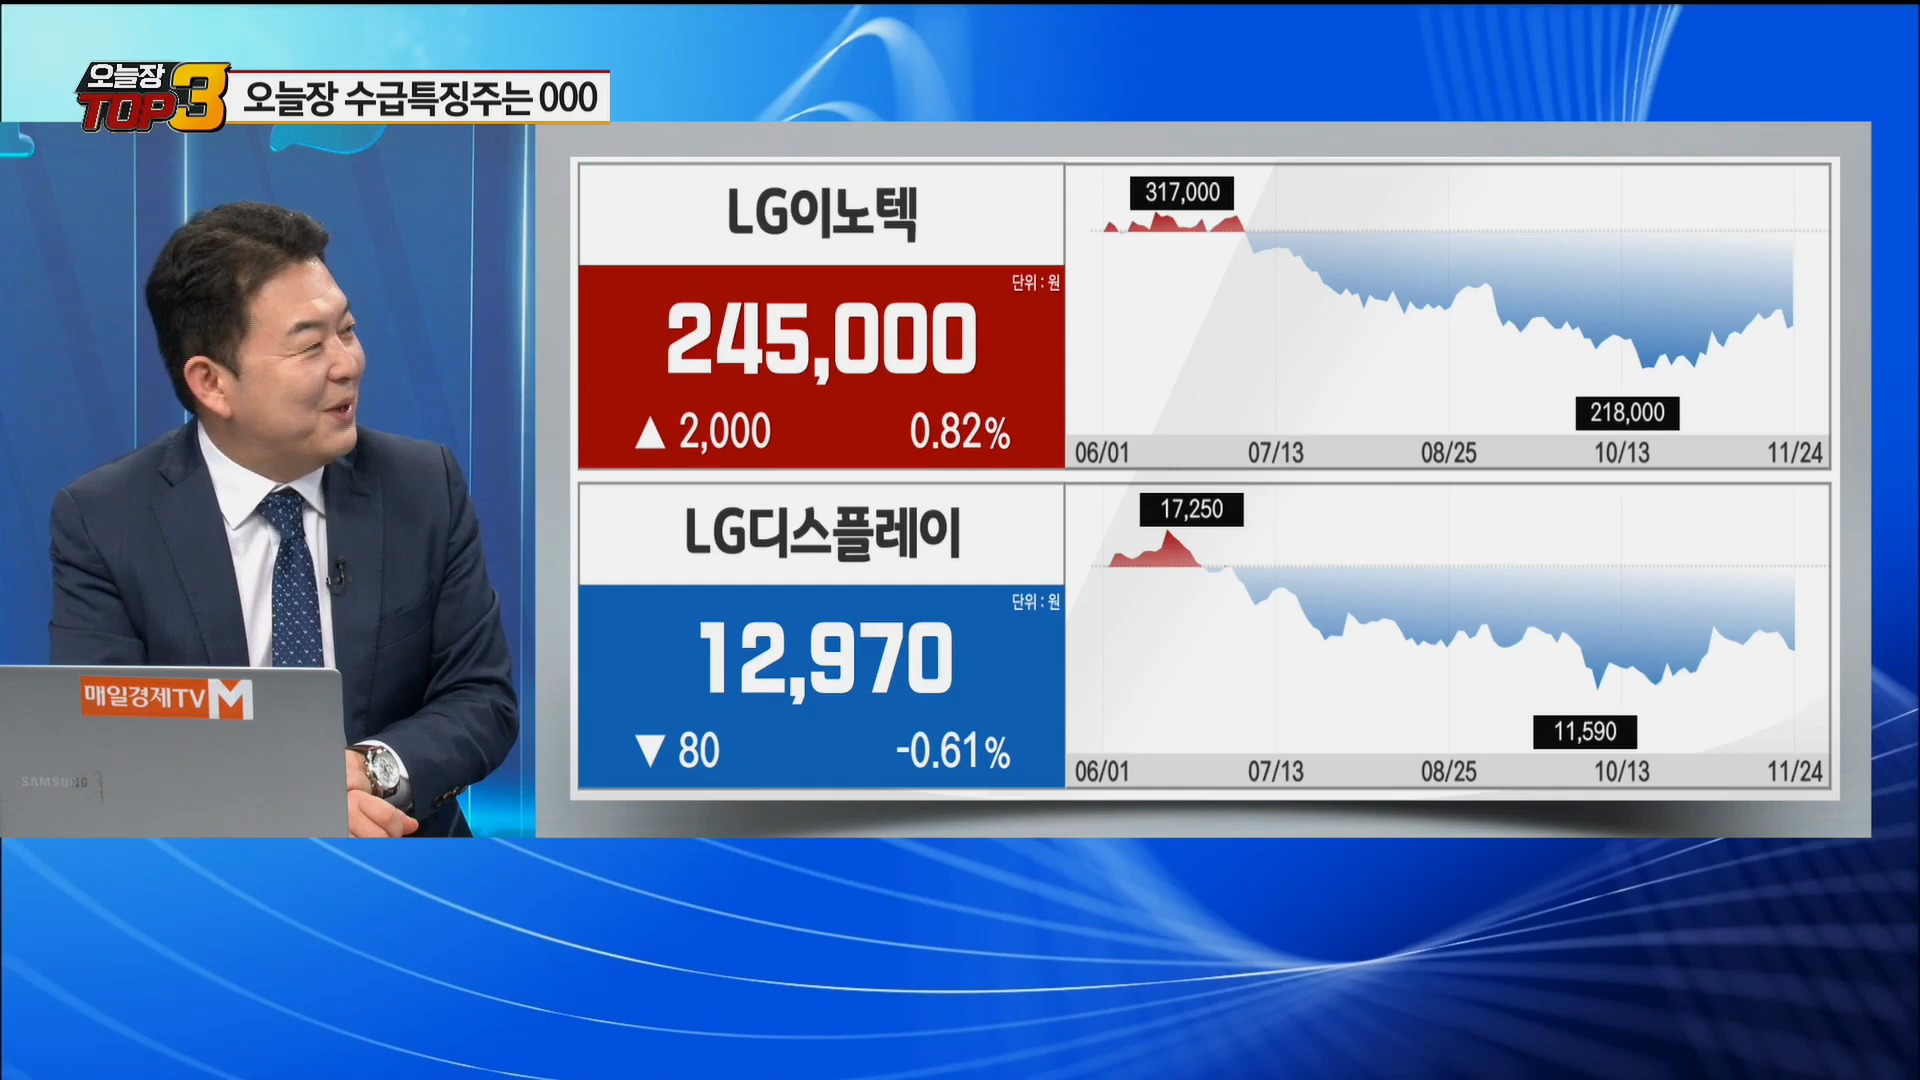 오늘장
TOP3
오늘장 수급특징주는 000
LG이노텍
단위 : 원
245,000
▲ 2,000 0.82%
317,000
218,000
06/01 07/13 08/25 10/13 11/24
LG디스플레이
단위 : 원
12,970
▼ 80 -0.61%
17,250
11,590
06/01 07/13 08/25 10/13 11/24
매일경제TV M
SAMSUNG